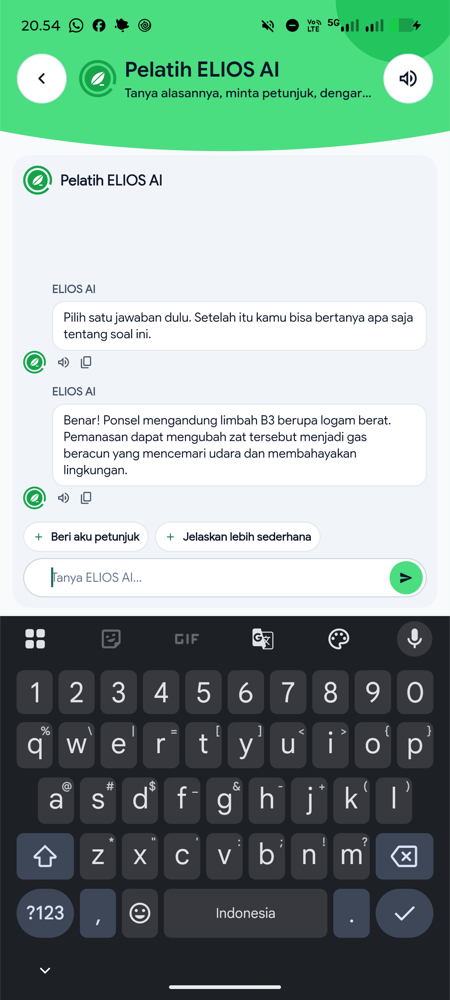 20.54
Vo))
LTE
5G
Pelatih ELIOS AI
Tanya alasannya, minta petunjuk, dengar...
Pelatih ELIOS AI
ELIOS AI
Pilih satu jawaban dulu. Setelah itu kamu bisa bertanya apa saja
tentang soal ini.
ELIOS AI
Benar! Ponsel mengandung limbah B3 berupa logam berat.
Pemanasan dapat mengubah zat tersebut menjadi gas
beracun yang mencemari udara dan membahayakan
lingkungan.
+ Beri aku petunjuk + Jelaskan lebih sederhana
Tanya ELIOS AI...
GIF
1 2 3 4 5 6 7 8 9 0
q % w \ e | r = t [ y ] u < i > o { p }
a @ s # d $ f _ g & h - j + k ( l )
z * x " c ' v : b ; n ! m ?
?123 , Indonesia .